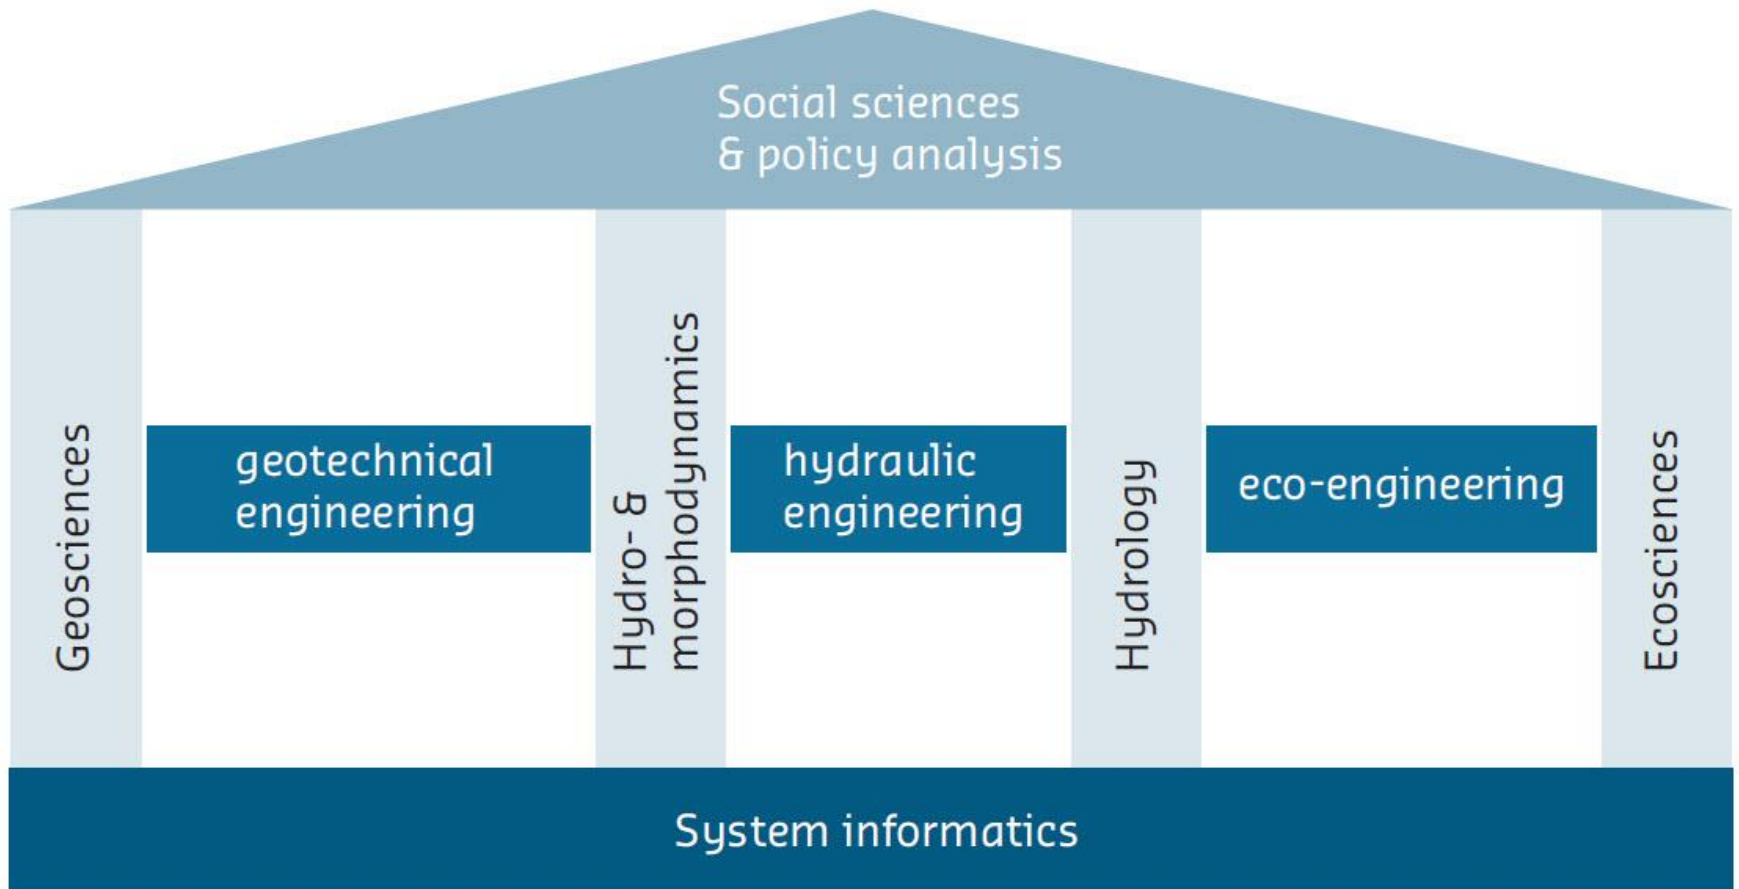 Social sciences
& policy analysis
Geosciences
geotechnical
engineering
Hydro- &
morphodynamics
hydraulic
engineering
Hydrology
eco-engineering
Ecosciences
System informatics